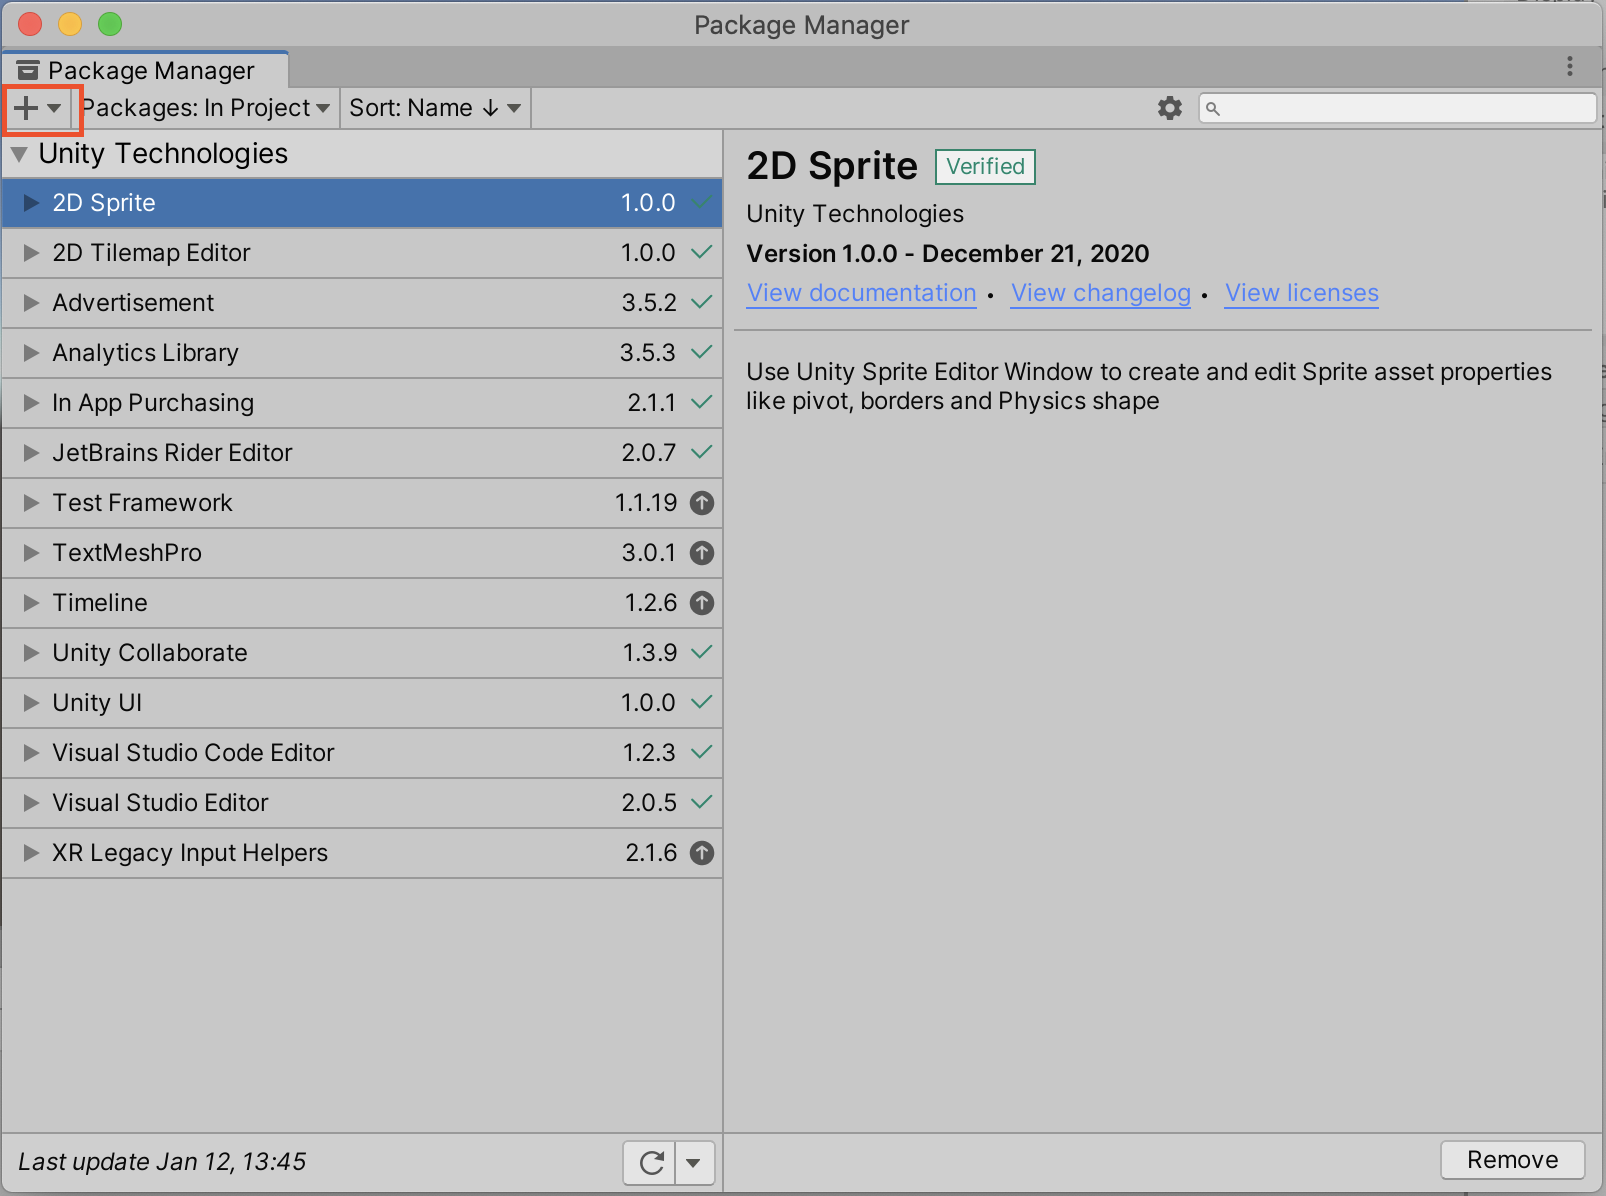 Package Manager
Package Manager
Packages: In Project
Sort: Name ↓
Unity Technologies
2D Sprite 1.0.0
2D Tilemap Editor 1.0.0
Advertisement 3.5.2
Analytics Library 3.5.3
In App Purchasing 2.1.1
JetBrains Rider Editor 2.0.7
Test Framework 1.1.19
TextMeshPro 3.0.1
Timeline 1.2.6
Unity Collaborate 1.3.9
Unity UI 1.0.0
Visual Studio Code Editor 1.2.3
Visual Studio Editor 2.0.5
XR Legacy Input Helpers 2.1.6
Last update Jan 12, 13:45
2D Sprite Verified
Unity Technologies
Version 1.0.0 - December 21, 2020
View documentation • View changelog • View licenses
Use Unity Sprite Editor Window to create and edit Sprite asset properties
like pivot, borders and Physics shape
Remove